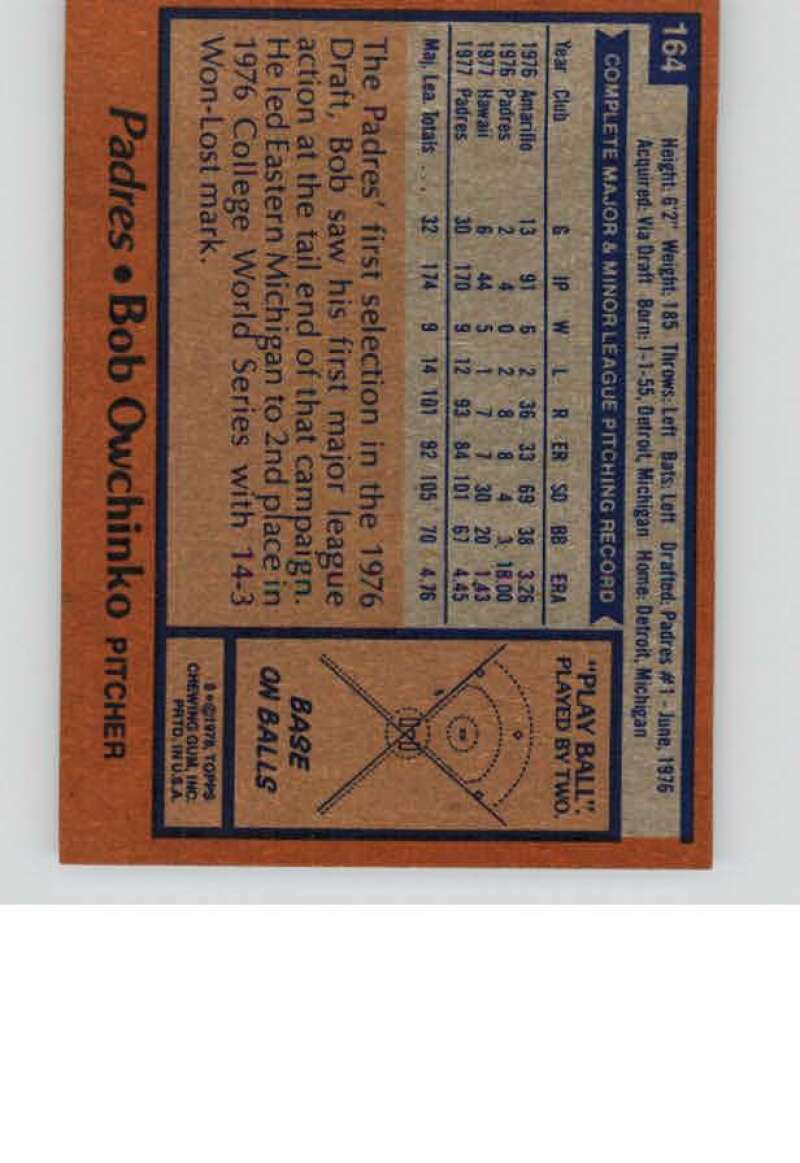 164
Height: 6'2" Weight: 185 Throws: Left Bats: Left Drafted: Padres #1 - June, 1976
Acquired: Via Draft Born: 1-1-55, Detroit, Michigan Home: Detroit, Michigan
COMPLETE MAJOR & MINOR LEAGUE PITCHING RECORD
Year Club G IP W L R ER SO BB ERA
1976 Amarillo 13 91 6 2 36 33 69 38 3.26
1976 Padres 2 4 0 2 8 8 4 3 18.00
1977 Hawaii 6 44 5 1 7 7 30 20 1.43
1977 Padres 30 170 9 12 93 84 101 67 4.45
Maj. Lea. Totals .... 32 174 9 14 101 92 105 70 4.76
The Padres' first selection in the 1976
Draft, Bob saw his first major league
action at the tail end of that campaign.
He led Eastern Michigan to 2nd place in
1976 College World Series with 14-3
Won-Lost mark.
"PLAY BALL".
PLAYED BY TWO.
BASE
ON BALLS
©1978, TOPPS
CHEWING GUM, INC.
PRTD. IN U.S.A.
Padres • Bob Owchinko PITCHER